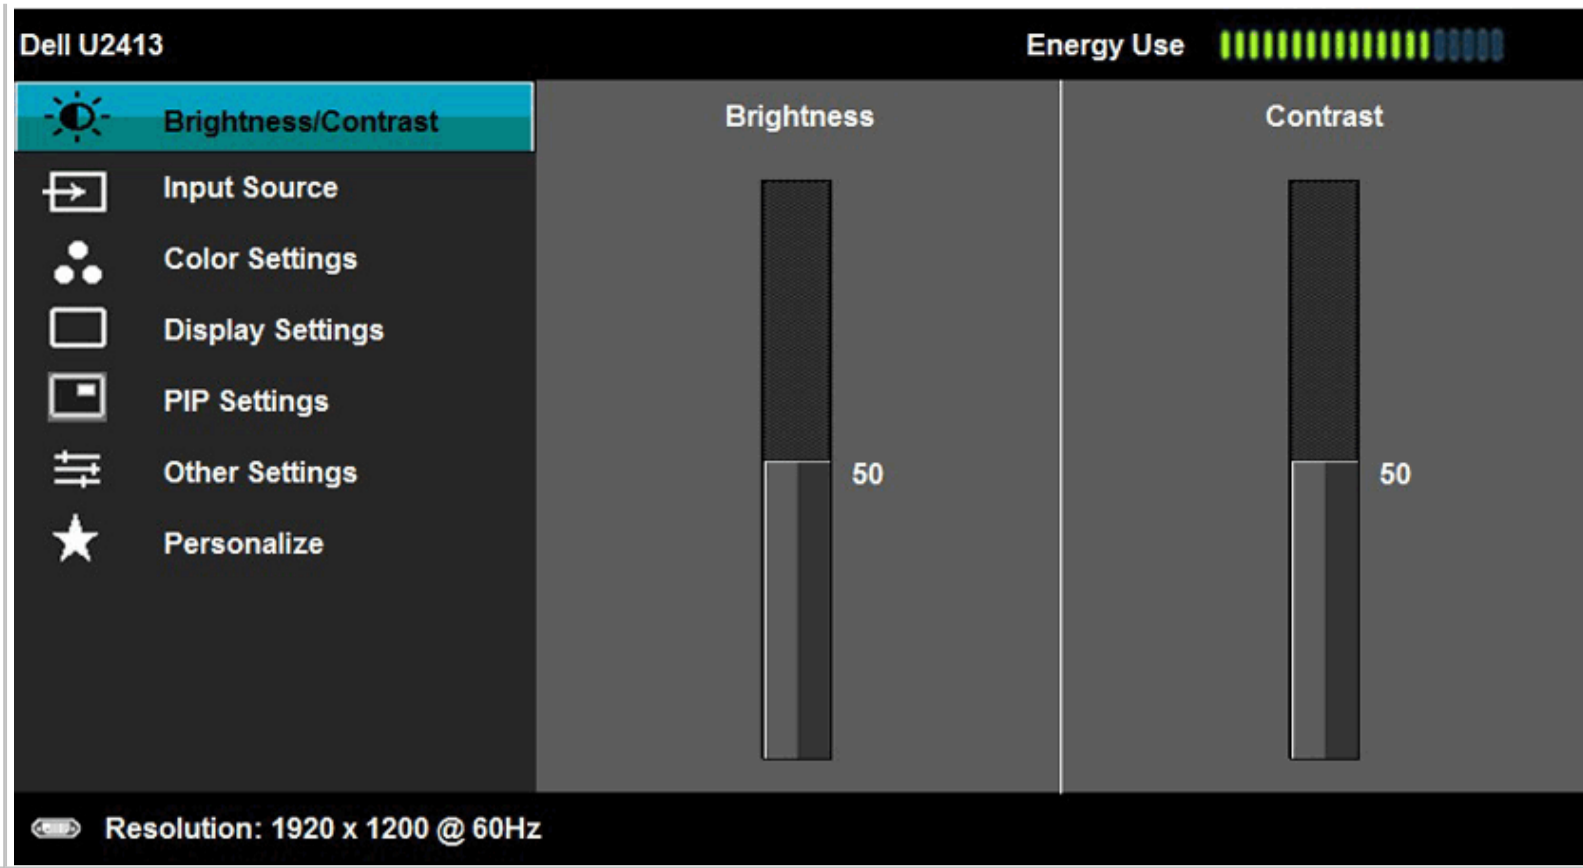 Dell U2413
Energy Use
Brightness/Contrast
Input Source
Color Settings
Display Settings
PIP Settings
Other Settings
Personalize
Brightness
50
Contrast
50
Resolution: 1920 x 1200 @ 60Hz